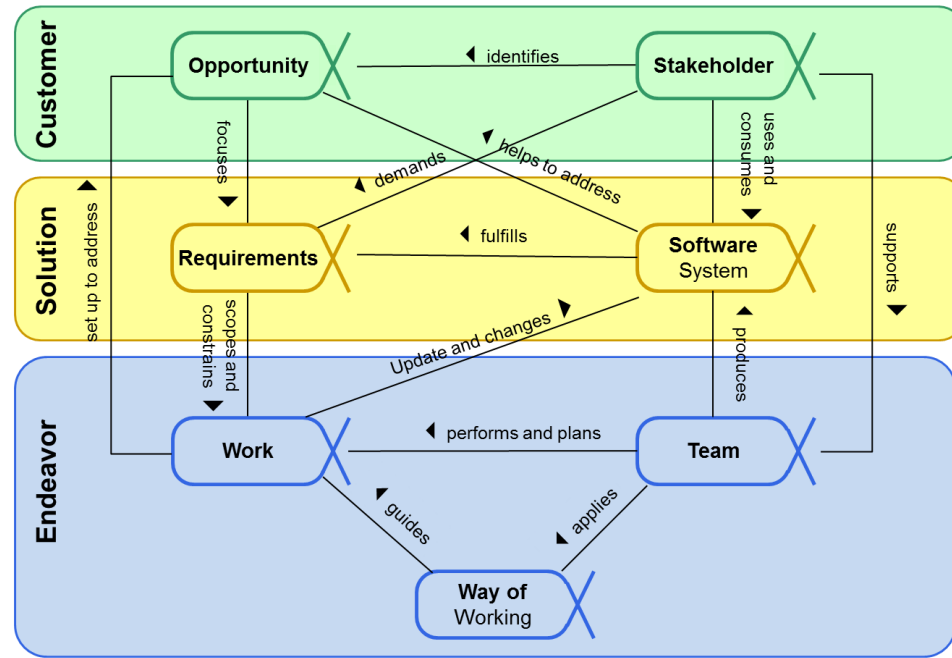 Customer
Opportunity
identifies
Stakeholder
focuses
demands
helps to address
uses and
consumes
Solution
set up to address
Requirements
fulfills
Software
System
supports
scopes and
constrains
Update and changes
produces
Endeavor
Work
performs and plans
Team
guides
applies
Way of
Working